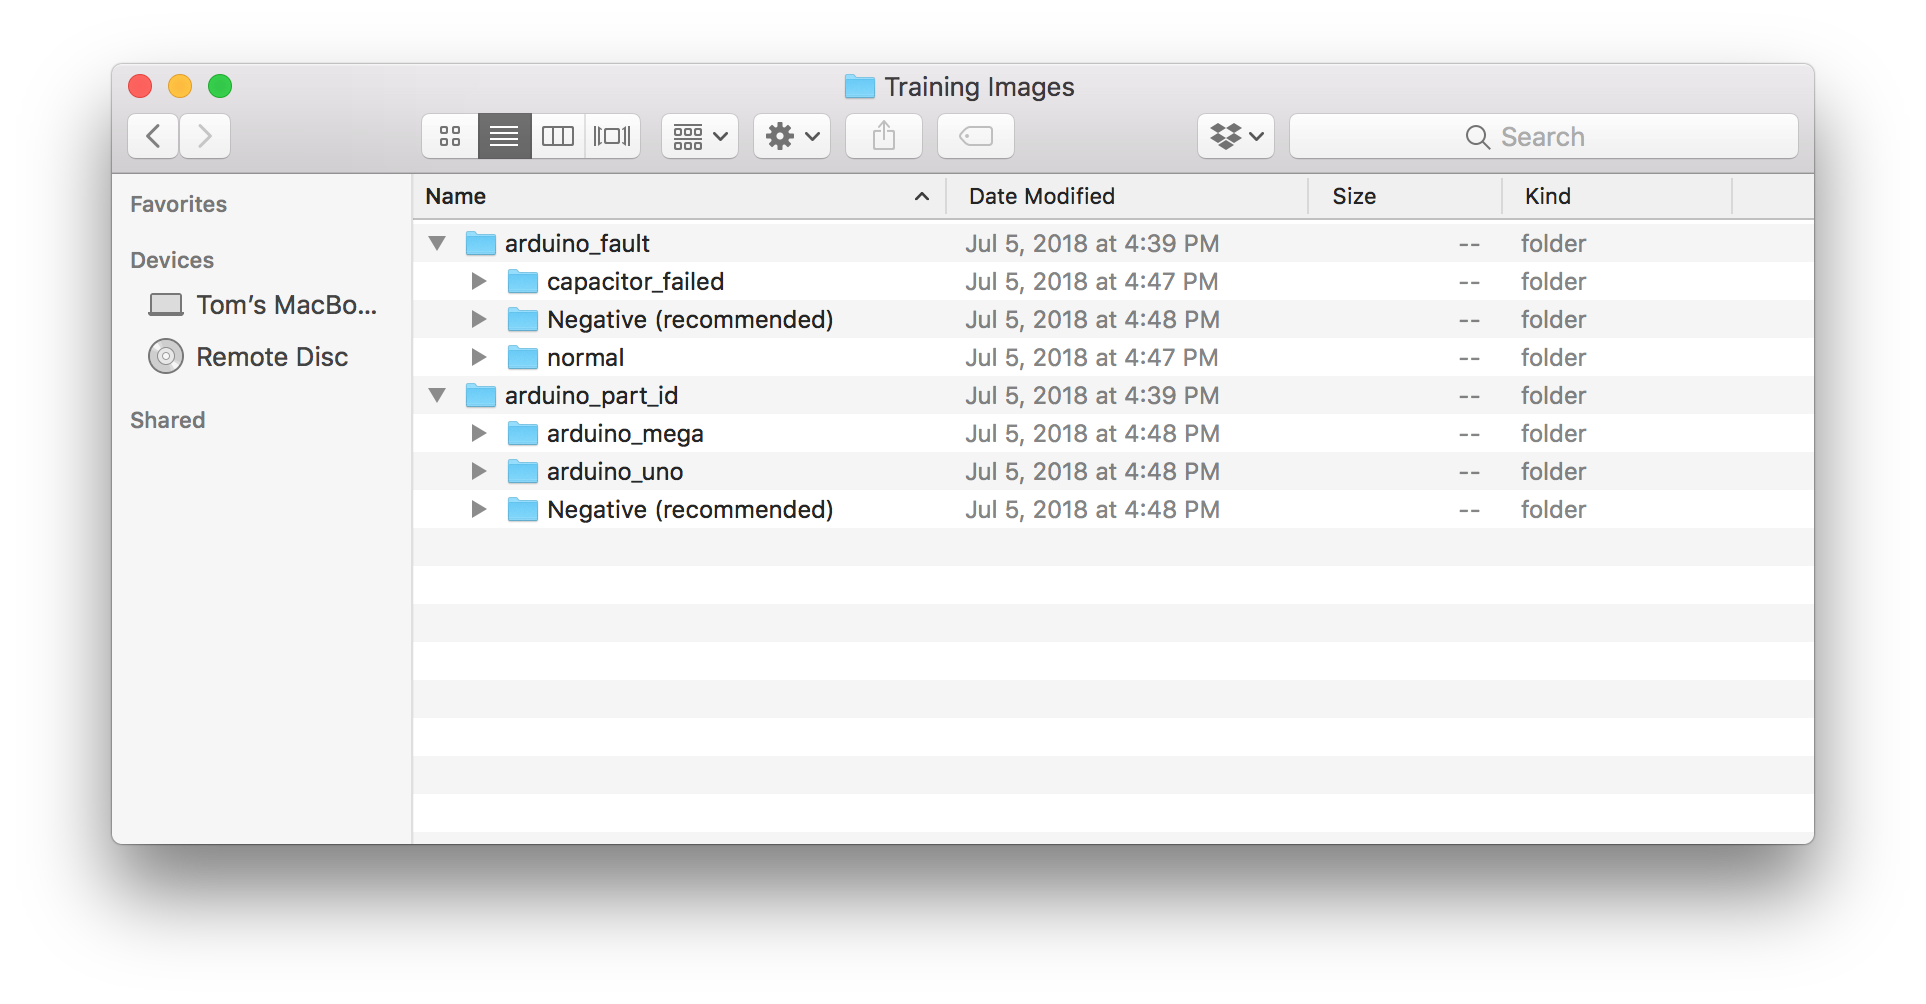 Training Images
Search
Favorites
Devices
Tom’s MacBo...
Remote Disc
Shared
Name Date Modified Size Kind
arduino_fault Jul 5, 2018 at 4:39 PM -- folder
capacitor_failed Jul 5, 2018 at 4:47 PM -- folder
Negative (recommended) Jul 5, 2018 at 4:48 PM -- folder
normal Jul 5, 2018 at 4:47 PM -- folder
arduino_part_id Jul 5, 2018 at 4:39 PM -- folder
arduino_mega Jul 5, 2018 at 4:48 PM -- folder
arduino_uno Jul 5, 2018 at 4:48 PM -- folder
Negative (recommended) Jul 5, 2018 at 4:48 PM -- folder